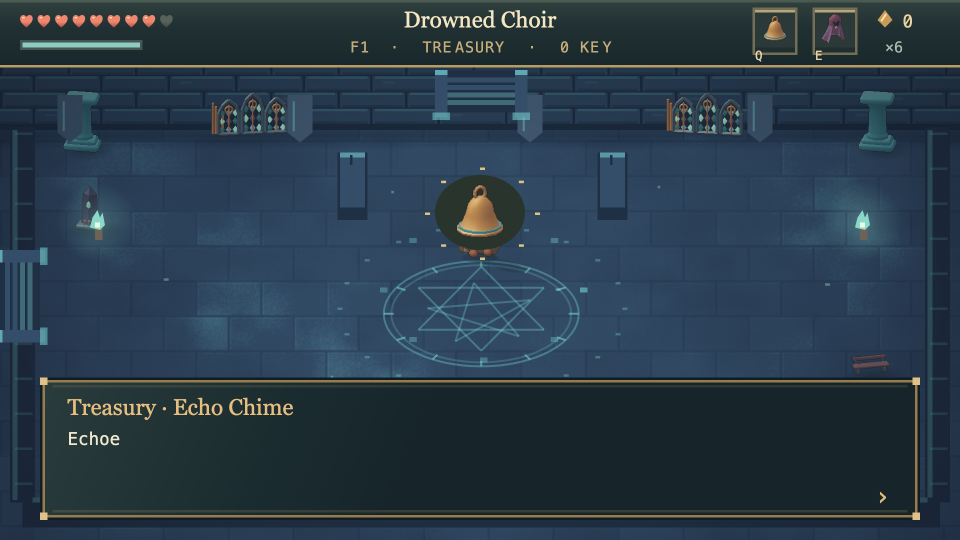 Drowned Choir
F1 · TREASURY · 0 KEY
Q
E
0
×6
Treasury · Echo Chime
Echoe